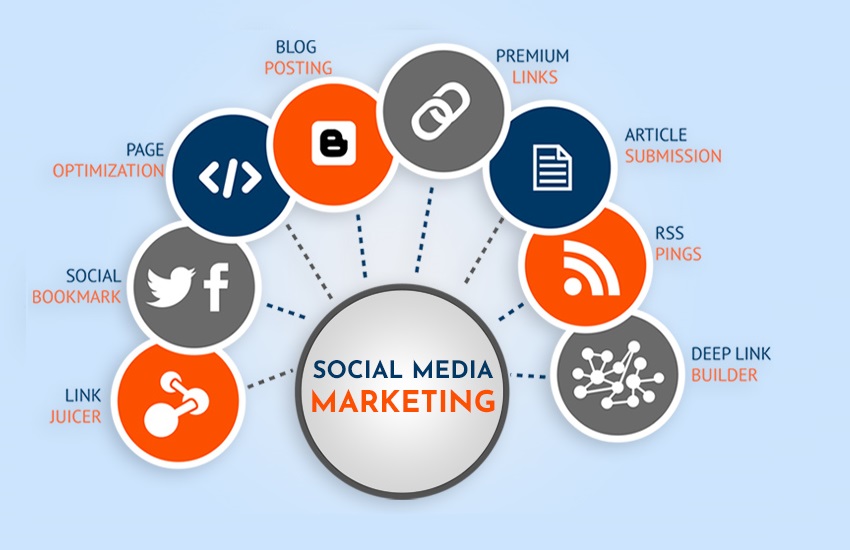 BLOG
POSTING
PREMIUM
LINKS
PAGE
OPTIMIZATION
ARTICLE
SUBMISSION
SOCIAL
BOOKMARK
RSS
PINGS
LINK
JUICER
DEEP LINK
BUILDER
SOCIAL MEDIA
MARKETING